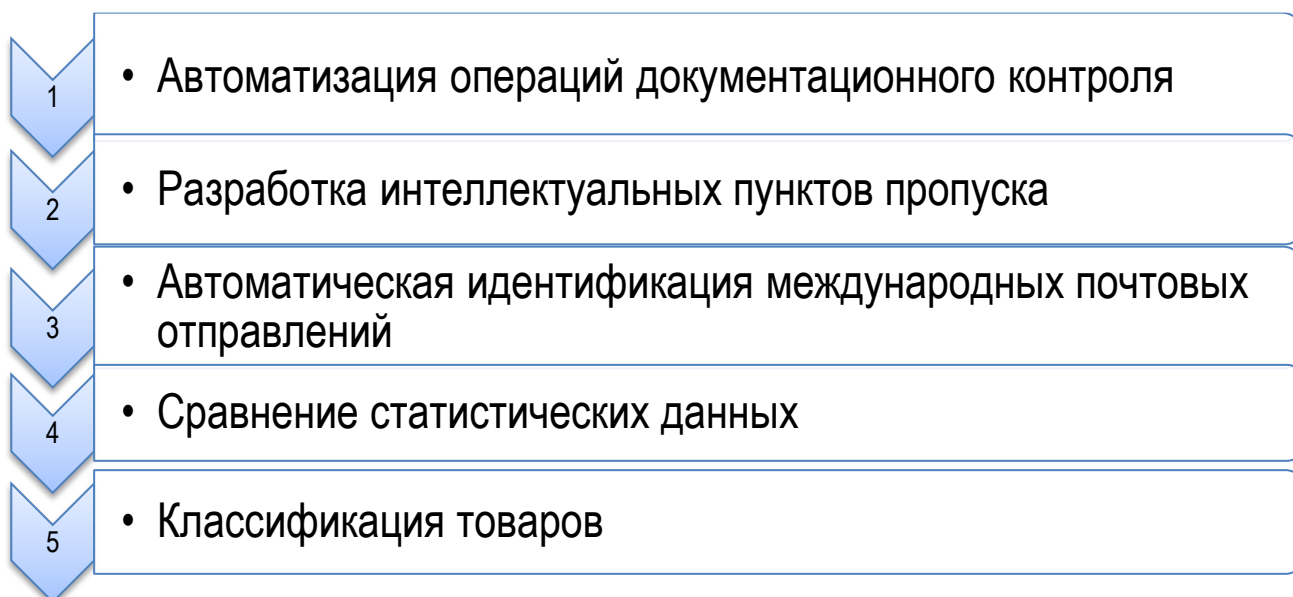 1
• Автоматизация операций документационного контроля
2
• Разработка интеллектуальных пунктов пропуска
3
• Автоматическая идентификация международных почтовых
отправлений
4
• Сравнение статистических данных
5
• Классификация товаров